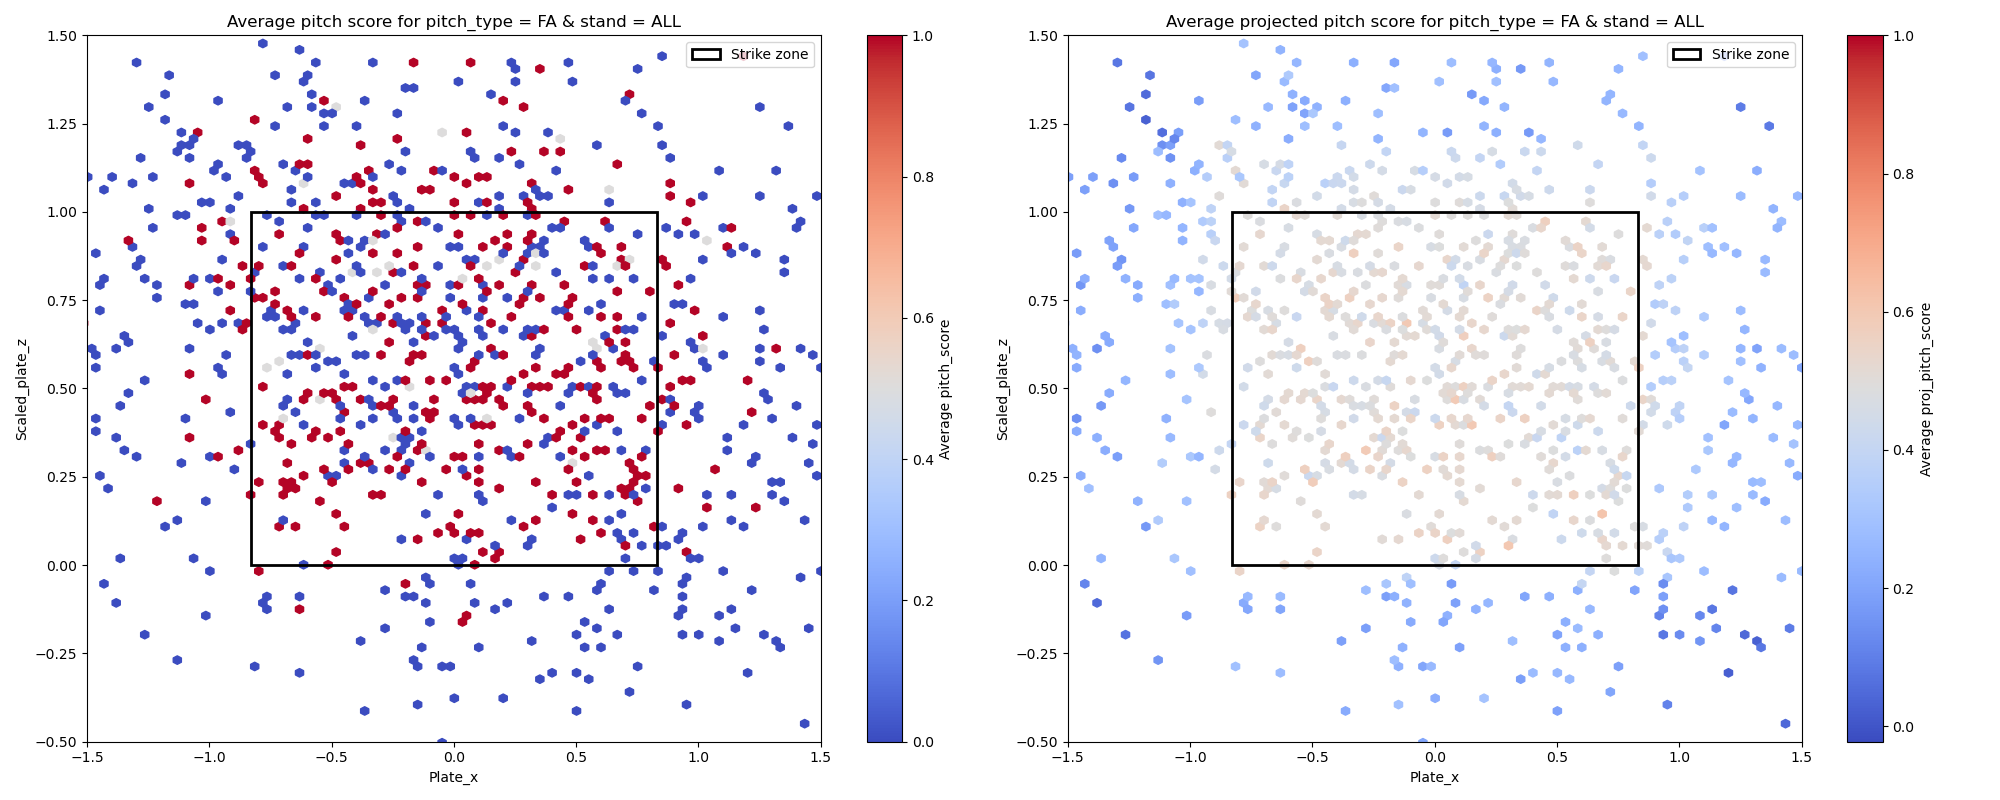 Average pitch score for pitch_type = FA & stand = ALL
Strike zone
1.50
1.25
1.00
0.75
0.50
0.25
0.00
−0.25
−0.50
Scaled_plate_z
−1.5 −1.0 −0.5 0.0 0.5 1.0 1.5
Plate_x
1.0
0.8
0.6
0.4
0.2
0.0
Average pitch_score
Average projected pitch score for pitch_type = FA & stand = ALL
Strike zone
1.50
1.25
1.00
0.75
0.50
0.25
0.00
−0.25
−0.50
Scaled_plate_z
−1.5 −1.0 −0.5 0.0 0.5 1.0 1.5
Plate_x
1.0
0.8
0.6
0.4
0.2
0.0
Average proj_pitch_score